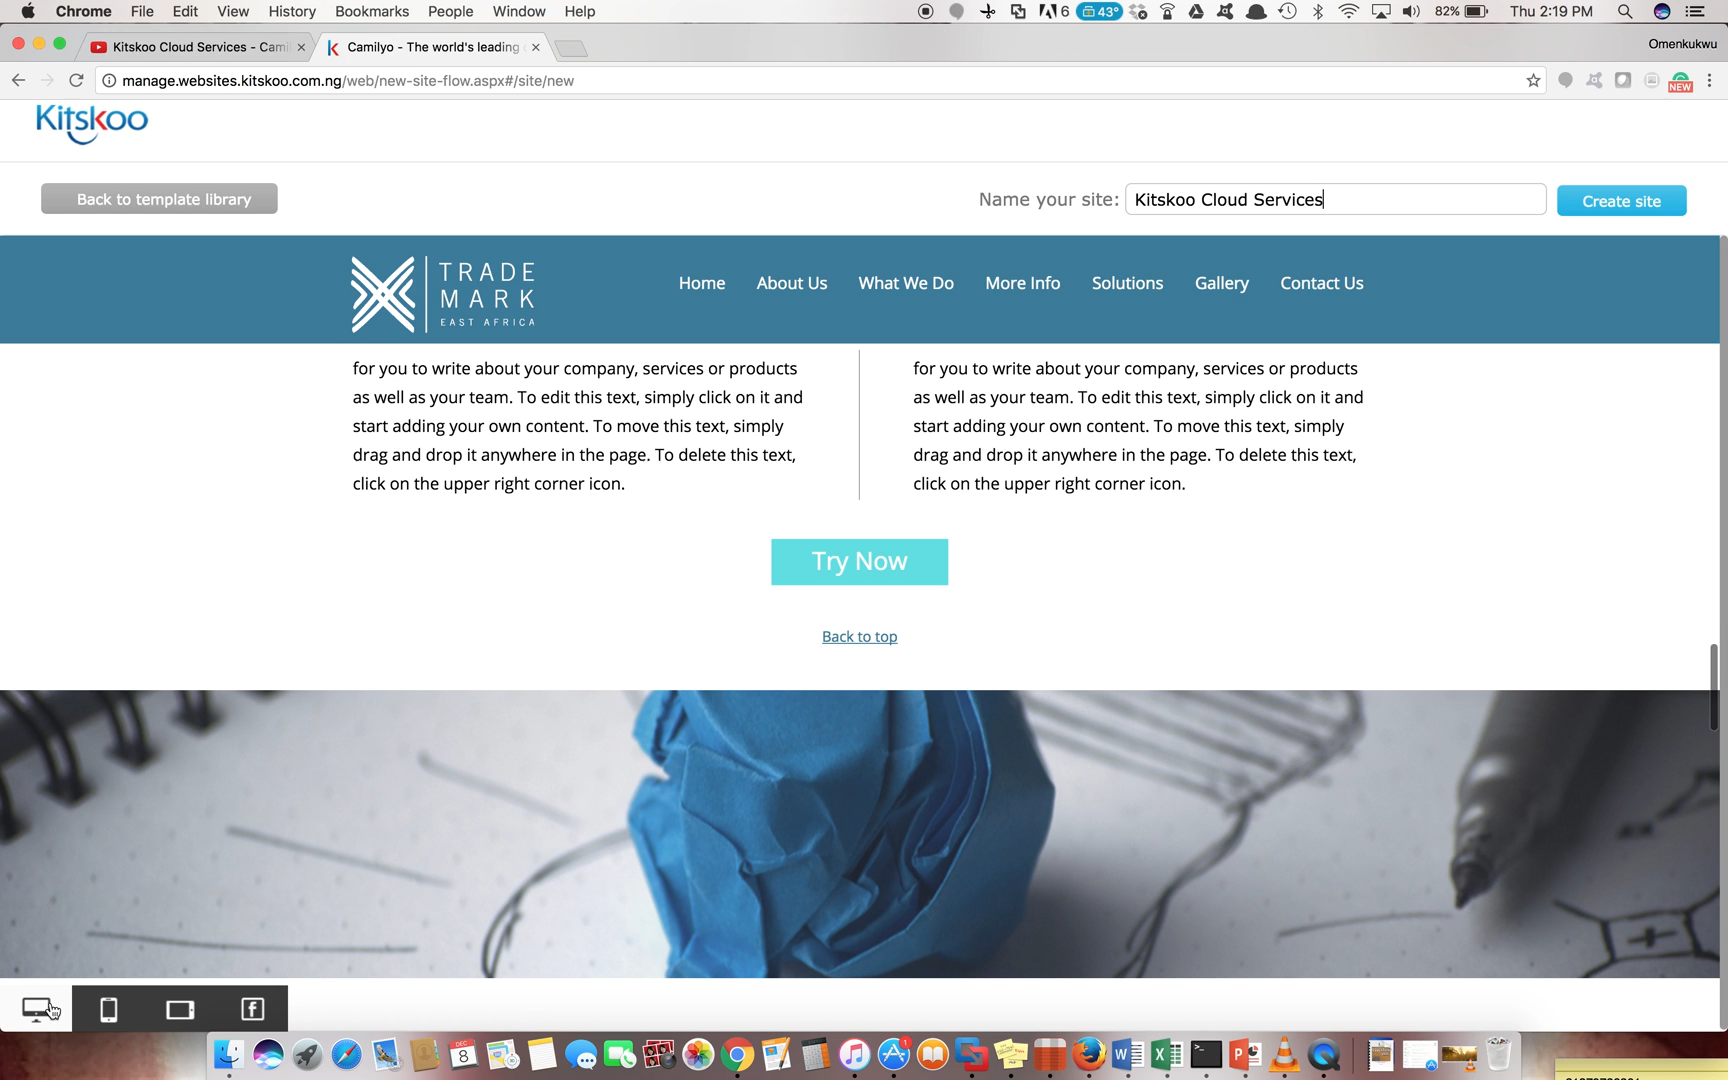 Chrome File Edit View History Bookmarks People Window Help 6 43° 82% Thu 2:19 PM
Kitskoo Cloud Services - Cami Camilyo - The world's leading Omenkukwu
manage.websites.kitskoo.com.ng/web/new-site-flow.aspx#/site/new NEW
Kitskoo
Back to template library Name your site: Kitskoo Cloud Services Create site
TRADE
MARK
EAST AFRICA
Home About Us What We Do More Info Solutions Gallery Contact Us
for you to write about your company, services or products
as well as your team. To edit this text, simply click on it and
start adding your own content. To move this text, simply
drag and drop it anywhere in the page. To delete this text,
click on the upper right corner icon.
for you to write about your company, services or products
as well as your team. To edit this text, simply click on it and
start adding your own content. To move this text, simply
drag and drop it anywhere in the page. To delete this text,
click on the upper right corner icon.
Try Now
Back to top
DEC
8
1